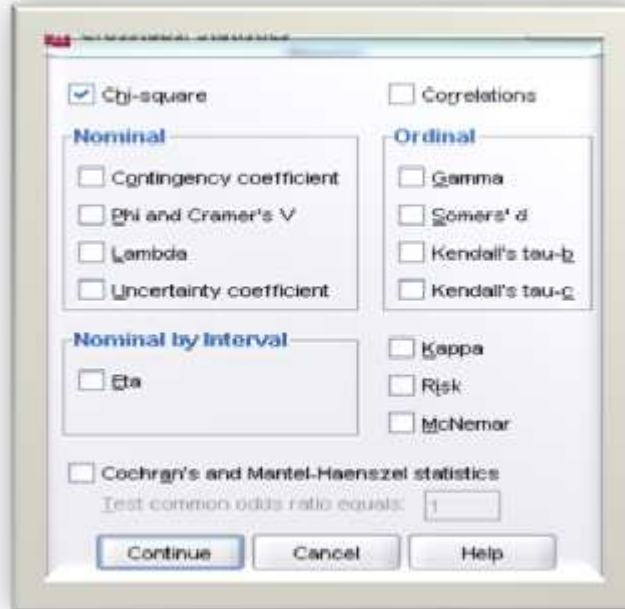 Chi-square
Correlations
Nominal
Contingency coefficient
Phi and Cramer's V
Lambda
Uncertainty coefficient
Ordinal
Gamma
Somers' d
Kendall's tau-b
Kendall's tau-c
Nominal by Interval
Eta
Kappa
Risk
McNemar
Cochran's and Mantel-Haenszel statistics
Test common odds ratio equals: 1
Continue Cancel Help